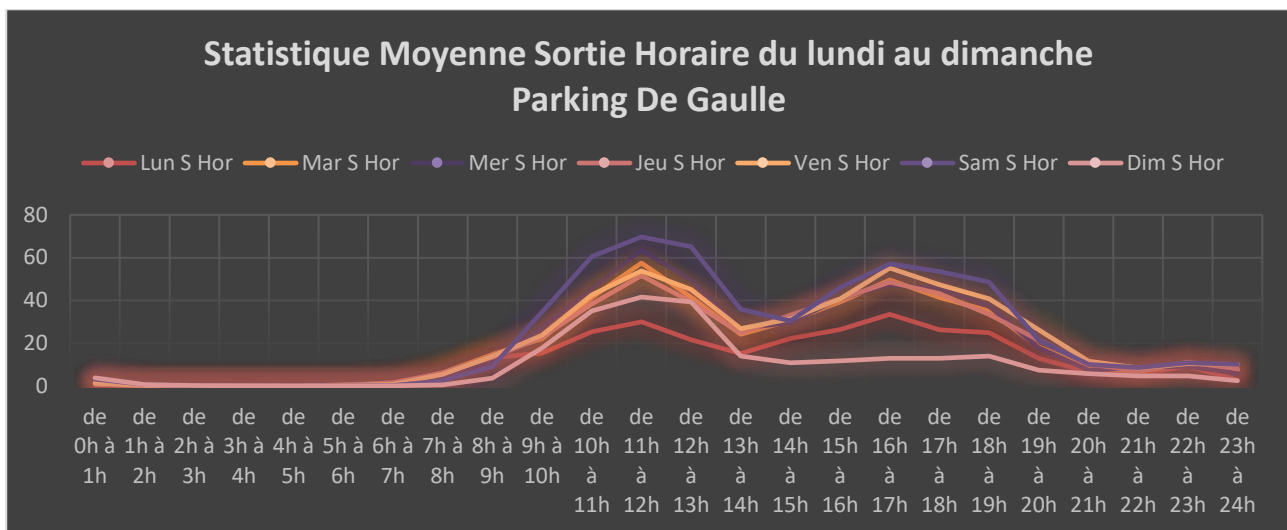 Statistique Moyenne Sortie Horaire du lundi au dimanche
Parking De Gaulle
Lun S Hor Mar S Hor Mer S Hor Jeu S Hor Ven S Hor Sam S Hor Dim S Hor
80
60
40
20
0
de 0h à 1h
de 1h à 2h
de 2h à 3h
de 3h à 4h
de 4h à 5h
de 5h à 6h
de 6h à 7h
de 7h à 8h
de 8h à 9h
de 9h à 10h
de 10h à 11h
de 11h à 12h
de 12h à 13h
de 13h à 14h
de 14h à 15h
de 15h à 16h
de 16h à 17h
de 17h à 18h
de 18h à 19h
de 19h à 20h
de 20h à 21h
de 21h à 22h
de 22h à 23h
de 23h à 24h